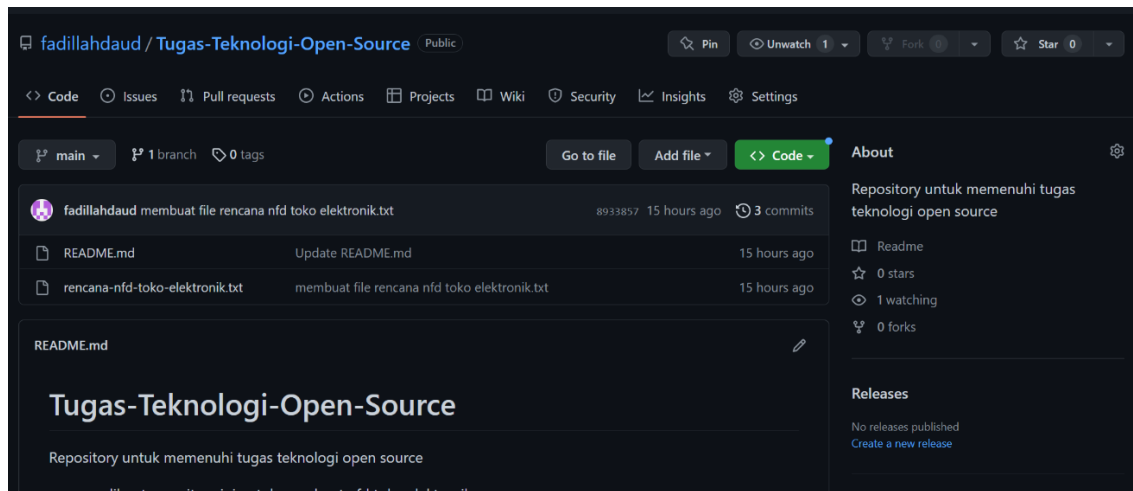 fadillahdaud / Tugas-Teknologi-Open-Source Public
Pin Unwatch 1 Fork 0 Star 0
Code Issues Pull requests Actions Projects Wiki Security Insights Settings
main 1 branch 0 tags Go to file Add file Code
fadillahdaud membuat file rencana nfd toko elektronik.txt 8933857 15 hours ago 3 commits
README.md Update README.md 15 hours ago
rencana-nfd-toko-elektronik.txt membuat file rencana nfd toko elektronik.txt 15 hours ago
README.md
Tugas-Teknologi-Open-Source
Repository untuk memenuhi tugas teknologi open source
About
Repository untuk memenuhi tugas
teknologi open source
Readme
0 stars
1 watching
0 forks
Releases
No releases published
Create a new release